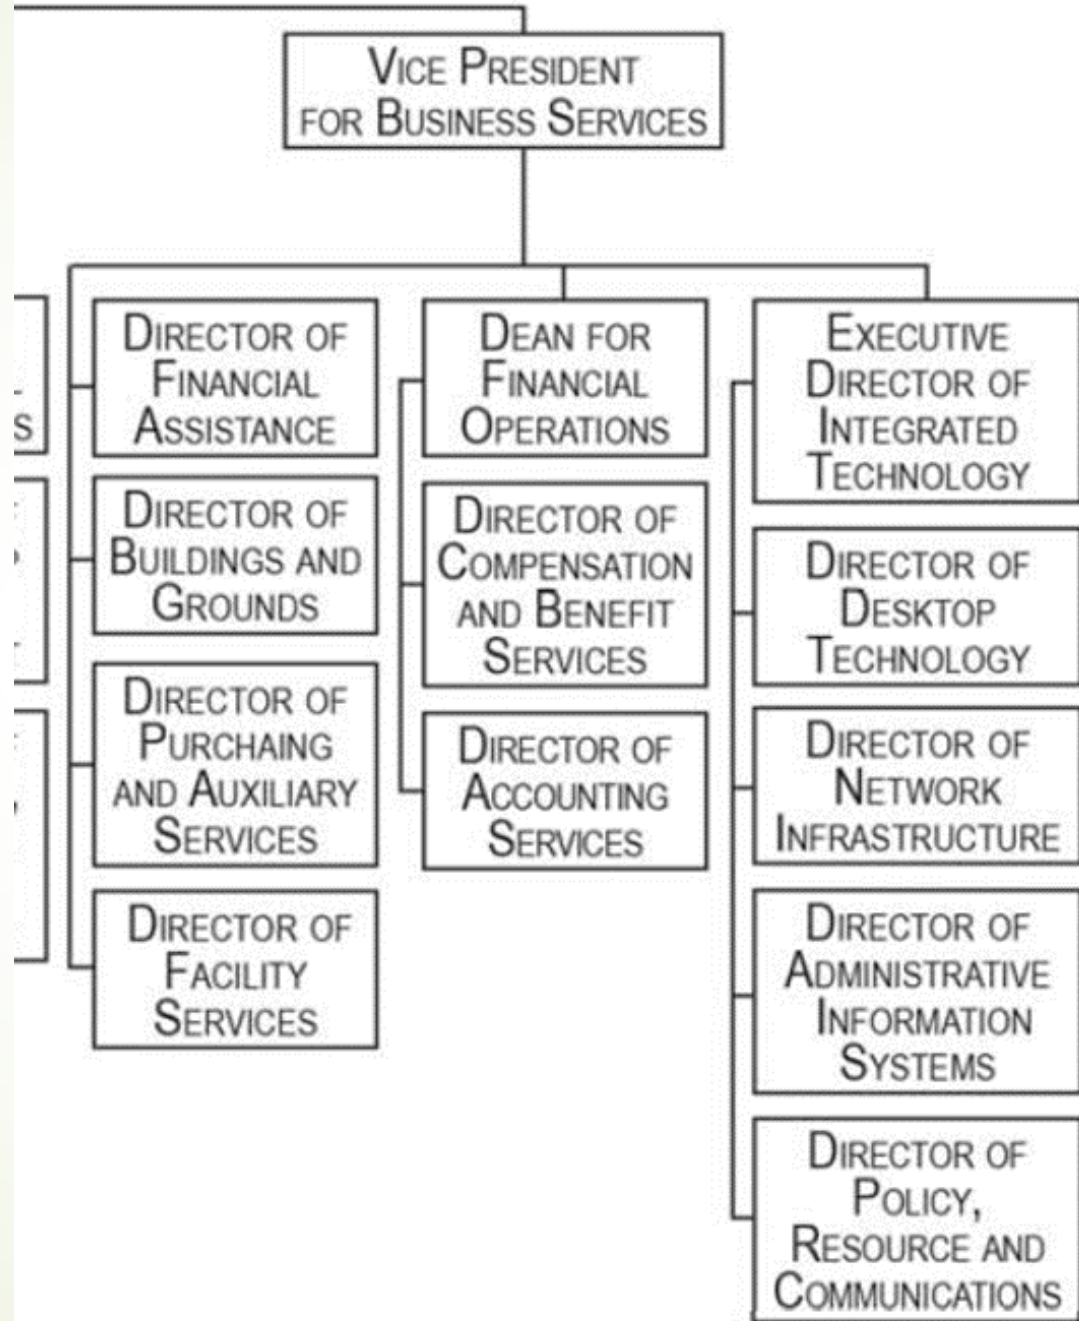 Vice President
for Business Services
Director of
Financial
Assistance
Director of
Buildings and
Grounds
Director of
Purchaing
and Auxiliary
Services
Director of
Facility
Services
Dean for
Financial
Operations
Director of
Compensation
and Benefit
Services
Director of
Accounting
Services
Executive
Director of
Integrated
Technology
Director of
Desktop
Technology
Director of
Network
Infrastructure
Director of
Administrative
Information
Systems
Director of
Policy,
Resource and
Communications